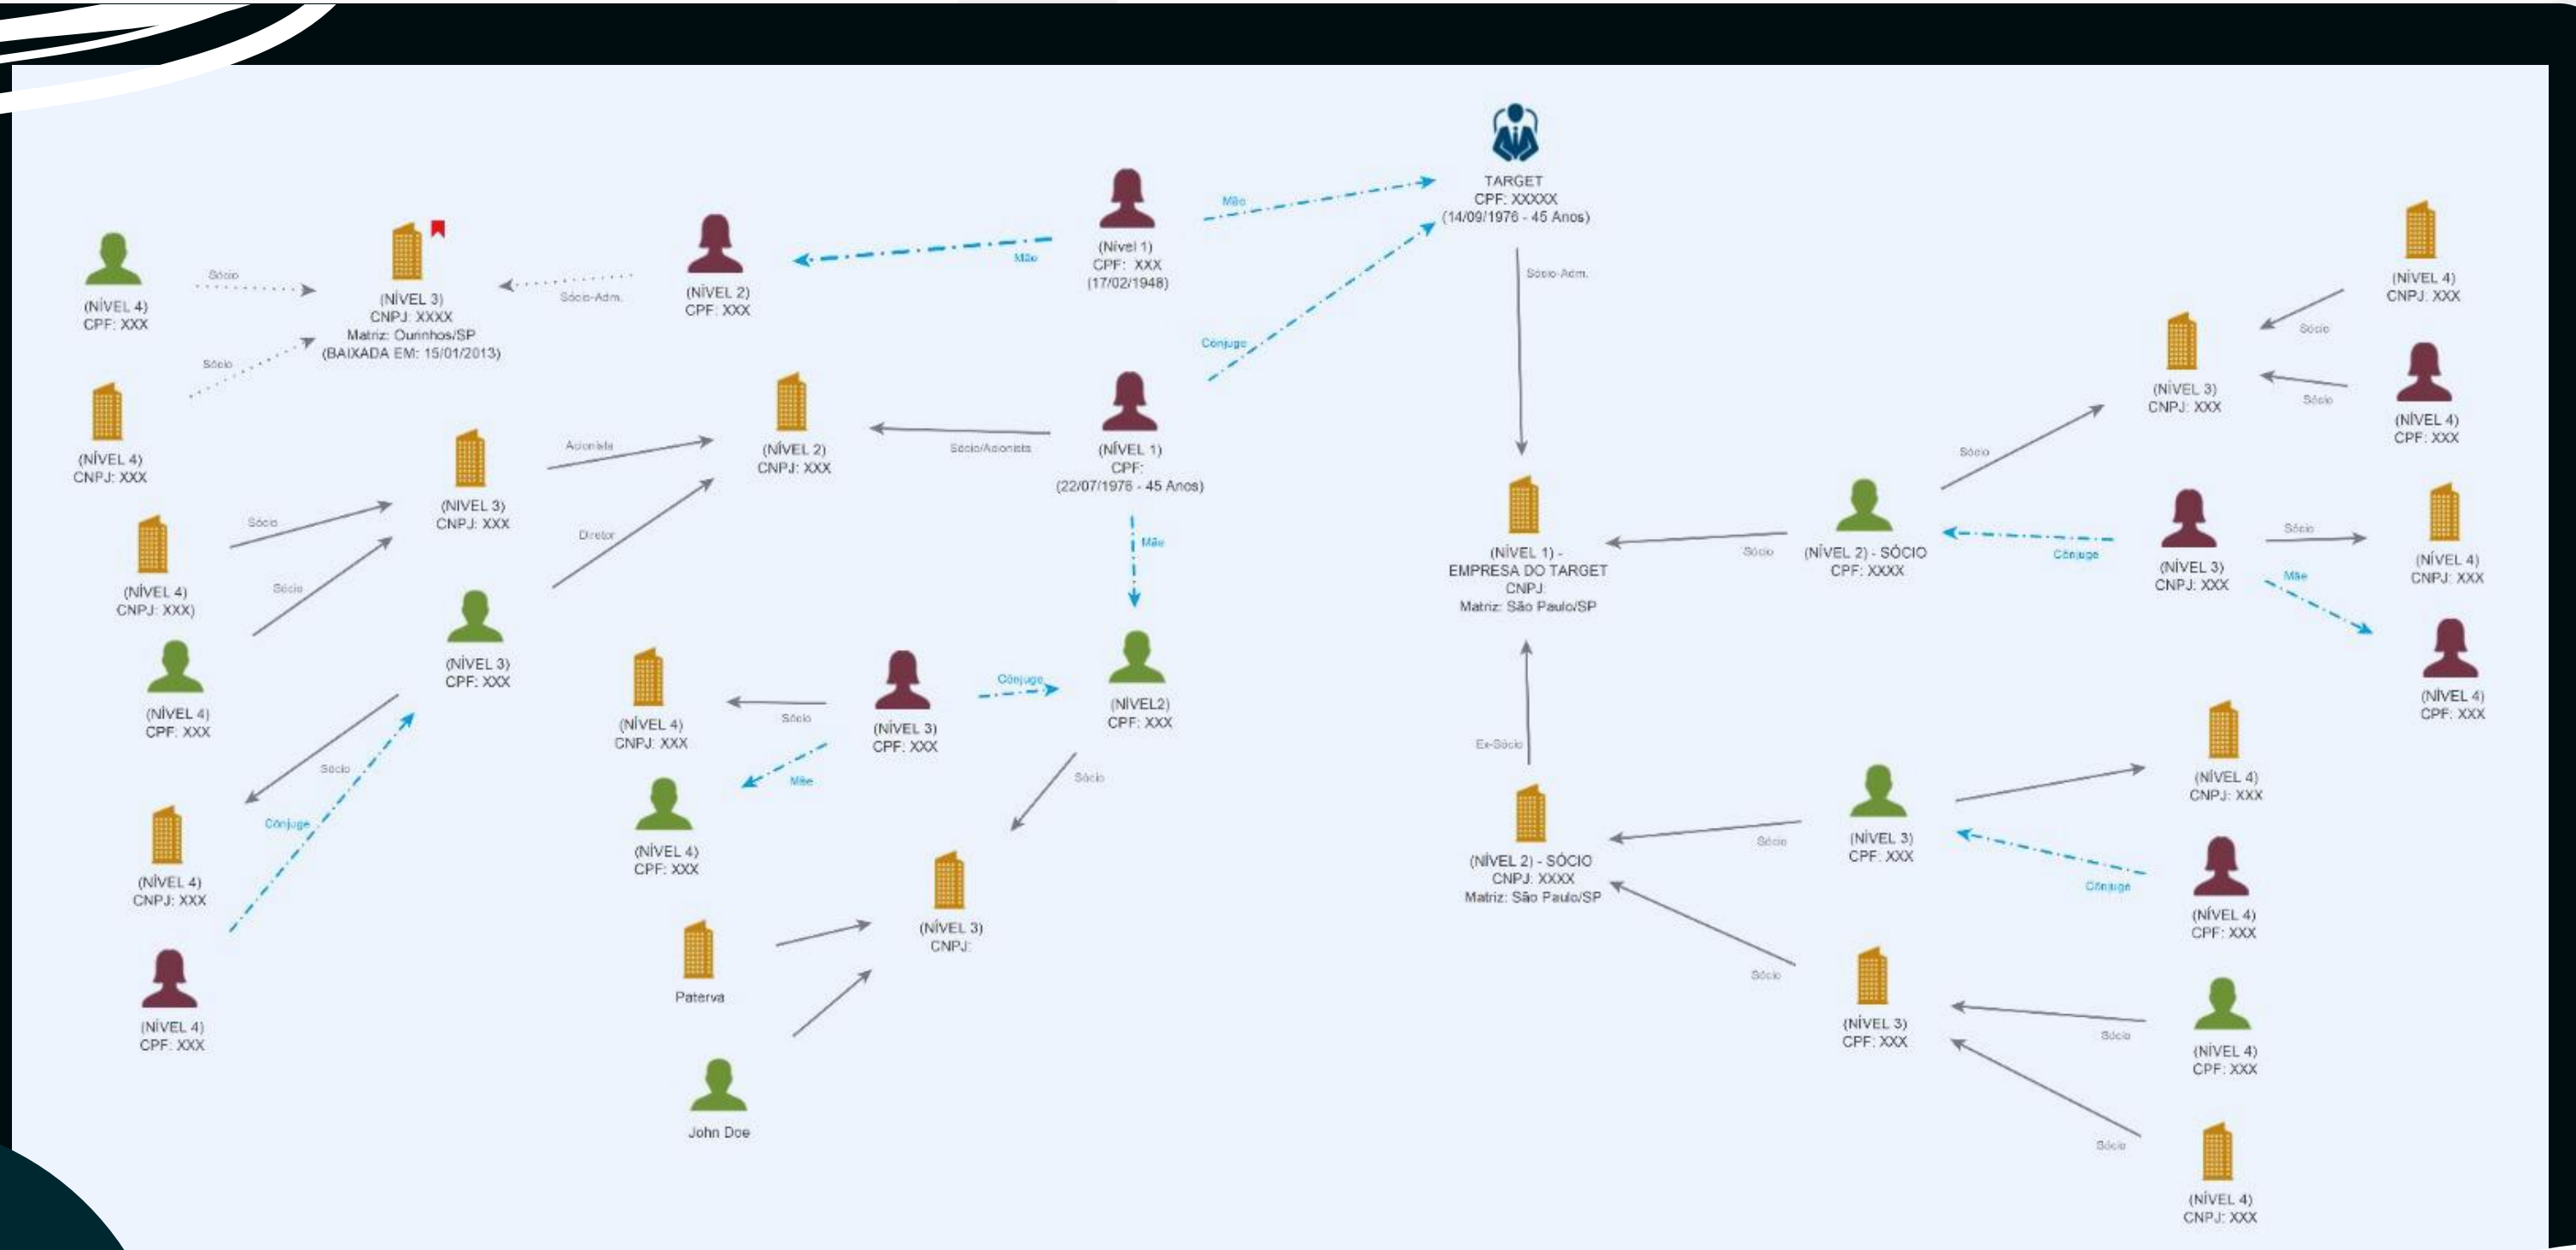 TARGET
CPF: XXXXX
(14/09/1976 - 45 Anos)
Mão
(Nível 1)
CPF: XXX
(17/02/1948)
Mão
(NÍVEL 2)
CPF: XXX
Sócio-Adm.
(NÍVEL 3)
CNPJ: XXXX
Matriz: Ourinhos/SP
(BAIXADA EM: 15/01/2013)
Sócio
(NÍVEL 4)
CPF: XXX
Sócio
(NÍVEL 4)
CNPJ: XXX
Cônjuge
(NÍVEL 1)
CPF:
(22/07/1976 - 45 Anos)
Sócio/Acionista
(NÍVEL 2)
CNPJ: XXX
Acionista
(NIVEL 3)
CNPJ: XXX
Diretor
Sócio
(NÍVEL 4)
CNPJ: XXX)
Sócio
(NÍVEL 4)
CPF: XXX
(NÍVEL 3)
CPF: XXX
Sócio
(NÍVEL 4)
CNPJ: XXX
Cônjuge
(NÍVEL 4)
CPF: XXX
Mãe
(NÍVEL2)
CPF: XXX
Cônjuge
(NÍVEL 3)
CPF: XXX
Sócio
(NÍVEL 4)
CNPJ: XXX
Mãe
(NÍVEL 4)
CPF: XXX
Sócio
(NÍVEL 3)
CNPJ:
Paterva
John Doe
Sócio-Adm.
(NÍVEL 1) -
EMPRESA DO TARGET
CNPJ:
Matriz: São Paulo/SP
Sócio
(NÍVEL 2) - SÓCIO
CPF: XXXX
Sócio
(NÍVEL 3)
CNPJ: XXX
Sócio
(NÍVEL 4)
CNPJ: XXX
Sócio
(NÍVEL 4)
CPF: XXX
Cônjuge
(NÍVEL 3)
CNPJ: XXX
Sócio
(NÍVEL 4)
CNPJ: XXX
Mãe
(NÍVEL 4)
CPF: XXX
Ex-Sócio
(NÍVEL 2) - SÓCIO
CNPJ: XXXX
Matriz: São Paulo/SP
Sócio
(NÍVEL 3)
CPF: XXX
(NÍVEL 4)
CNPJ: XXX
Cônjuge
(NÍVEL 4)
CPF: XXX
Sócio
(NÍVEL 3)
CPF: XXX
Sócio
(NÍVEL 4)
CPF: XXX
Sócio
(NÍVEL 4)
CNPJ: XXX